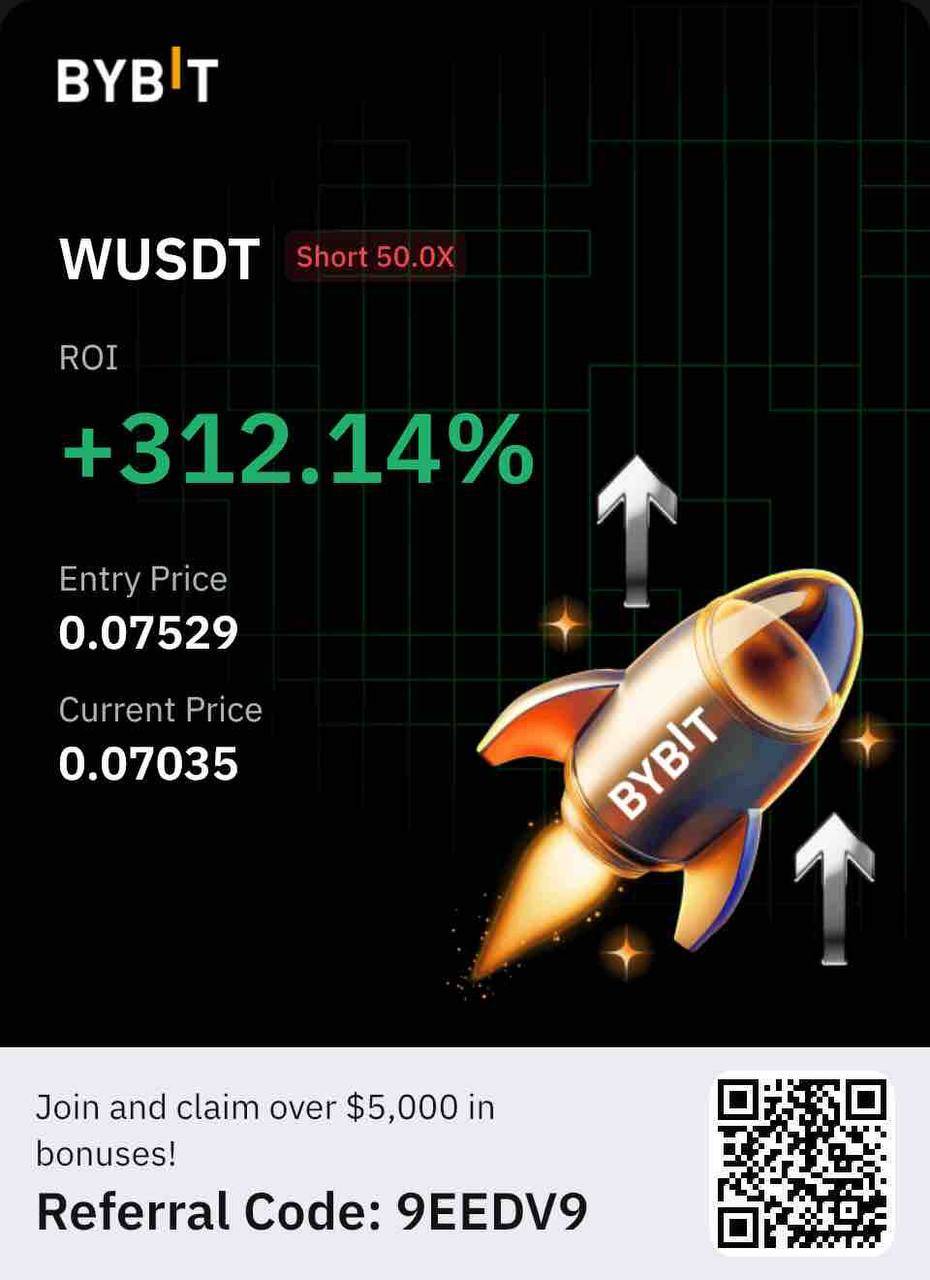 BYBIT
WUSDT Short 50.0X
ROI
+312.14%
Entry Price
0.07529
Current Price
0.07035
BYBIT
Join and claim over $5,000 in
bonuses!
Referral Code: 9EEDV9